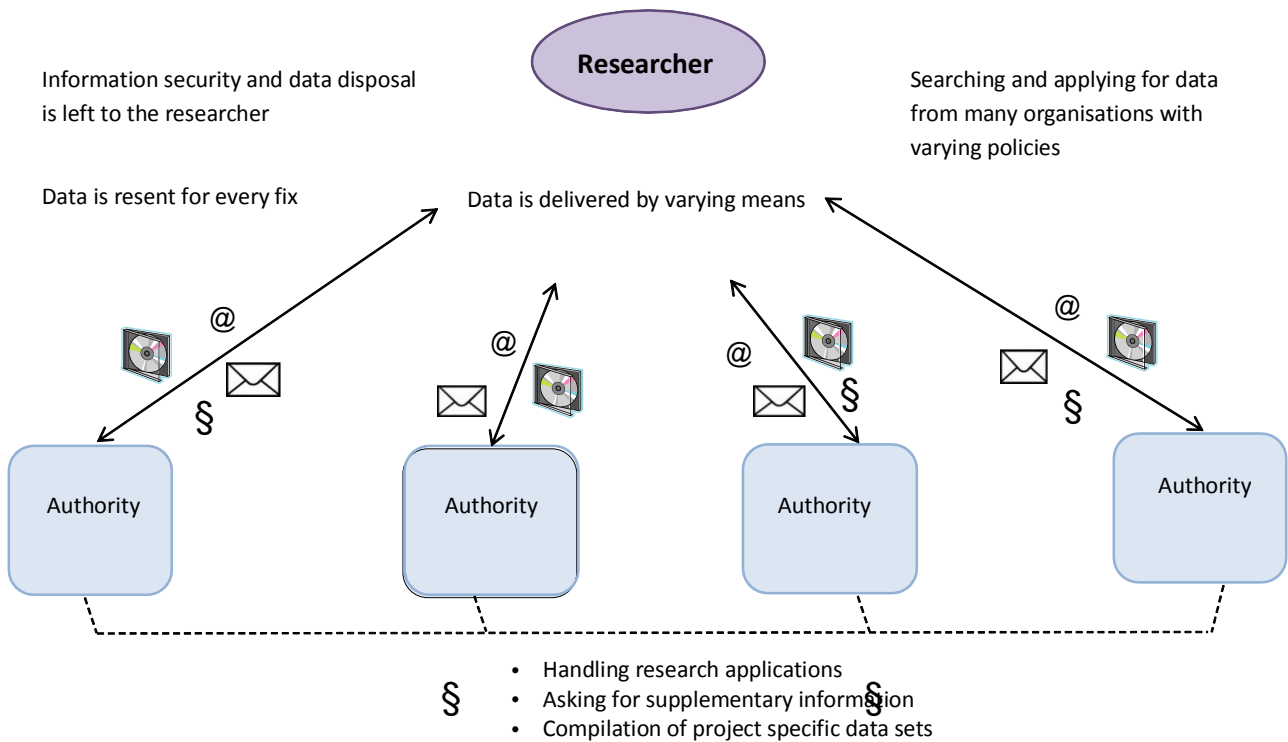 Researcher
Information security and data disposal
is left to the researcher
Searching and applying for data
from many organisations with
varying policies
Data is resent for every fix
Data is delivered by varying means
@
§
@
@
§
@
§
Authority
Authority
Authority
Authority
§
• Handling research applications
• Asking for supplementary information
§
• Compilation of project specific data sets